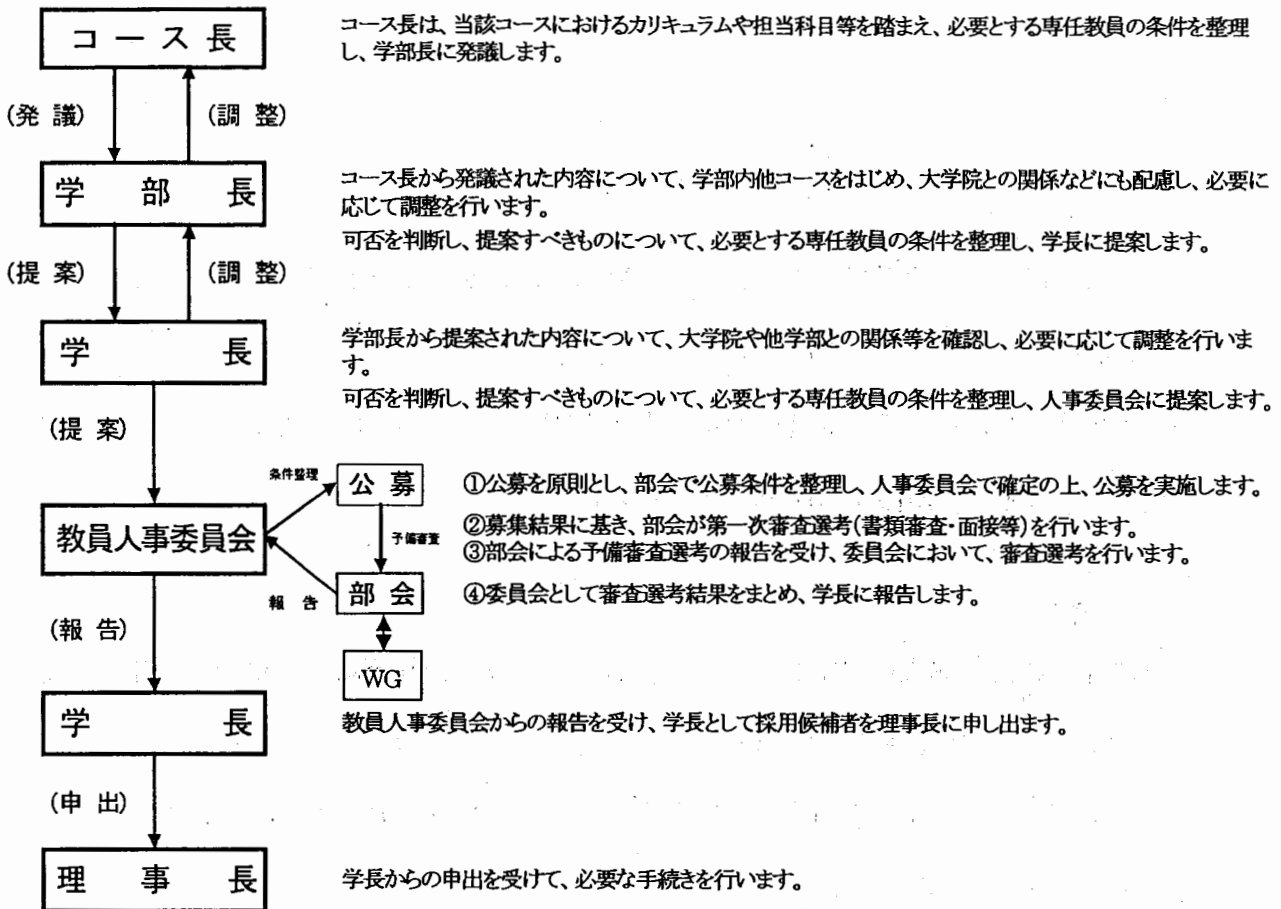 コース長
コース長は、当該コースにおけるカリキュラムや担当科目等を踏まえ、必要とする専任教員の条件を整理
し、学部長に発議します。
(発 議)
(調 整)
学 部 長
コース長から発議された内容について、学部内他コースをはじめ、大学院との関係などにも配慮し、必要に
応じて調整を行います。
可否を判断し、提案すべきものについて、必要とする専任教員の条件を整理し、学長に提案します。
(提 案)
(調 整)
学 長
学部長から提案された内容について、大学院や他学部との関係等を確認し、必要に応じて調整を行いま
す。
可否を判断し、提案すべきものについて、必要とする専任教員の条件を整理し、人事委員会に提案します。
(提 案)
条件整理
公 募
①公募を原則とし、部会で公募条件を整理し、人事委員会で確定の上、公募を実施します。
教員人事委員会
予備審査
②募集結果に基き、部会が第一次審査選考(書類審査・面接等)を行います。
③部会による予備審査選考の報告を受け、委員会において、審査選考を行います。
報 告
部 会
④委員会として審査選考結果をまとめ、学長に報告します。
(報 告)
WG
学 長
教員人事委員会からの報告を受け、学長として採用候補者を理事長に申し出ます。
(申 出)
理 事 長
学長からの申出を受けて、必要な手続きを行います。